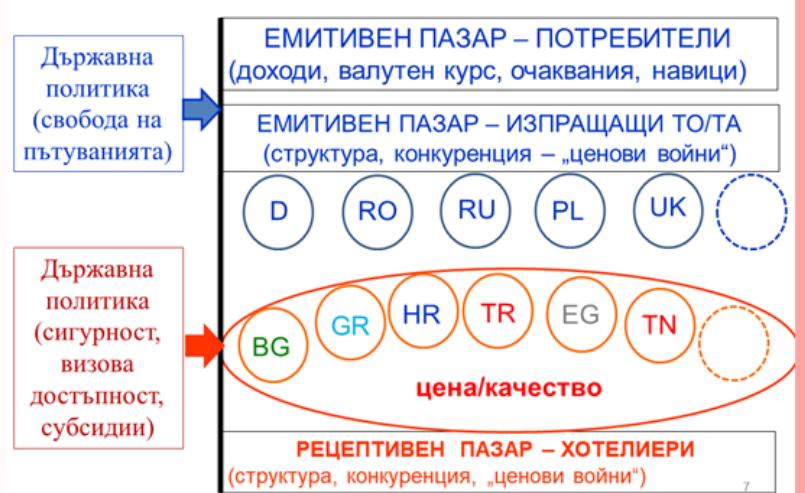 Държавна
политика
(свобода на
пътуванията)
ЕМИТИВЕН ПАЗАР – ПОТРЕБИТЕЛИ
(доходи, валутен курс, очаквания, навици)
ЕМИТИВЕН ПАЗАР – ИЗПРАЩАЩИ ТО/ТА
(структура, конкуренция – „ценови войни“)
D RO RU PL UK
Държавна
политика
(сигурност,
визова
достъпност,
субсидии)
BG GR HR TR EG TN
цена/качество
РЕЦЕПТИВЕН ПАЗАР – ХОТЕЛИЕРИ
(структура, конкуренция, „ценови войни“)
7